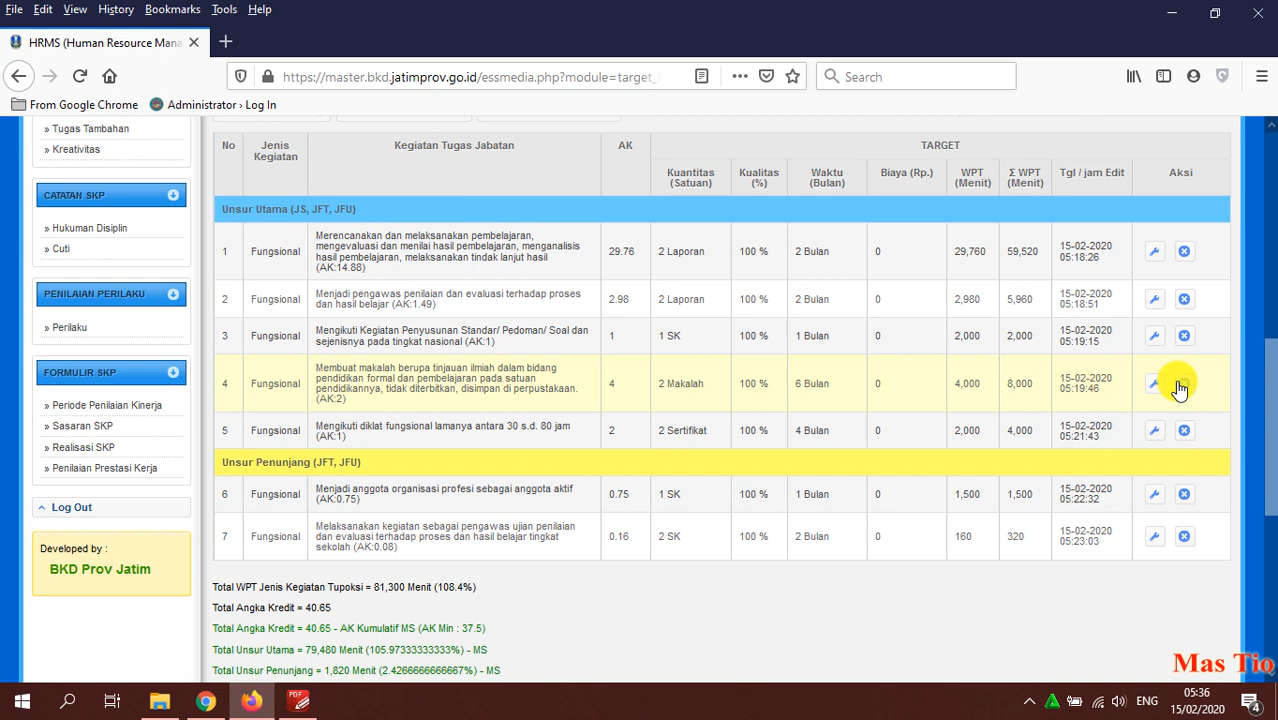 File Edit View History Bookmarks Tools Help
HRMS (Human Resource Mana
https://master.bkd.jatimprov.go.id/essmedia.php?module=target_
Search
From Google Chrome Administrator › Log In
» Tugas Tambahan
» Kreativitas
CATATAN SKP
» Hukuman Disiplin
» Cuti
PENILAIAN PERILAKU
» Perilaku
FORMULIR SKP
» Periode Penilaian Kinerja
» Sasaran SKP
» Realisasi SKP
» Penilaian Prestasi Kerja
Log Out
Developed by :
BKD Prov Jatim
No Jenis Kegiatan Kegiatan Tugas Jabatan AK TARGET
Kuantitas (Satuan) Kualitas (%) Waktu (Bulan) Biaya (Rp.) WPT (Menit) Σ WPT (Menit) Tgl / jam Edit Aksi
Unsur Utama (JS, JFT, JFU)
1 Fungsional Merencanakan dan melaksanakan pembelajaran, mengevaluasi dan menilai hasil pembelajaran, menganalisis hasil pembelajaran, melaksanakan tindak lanjut hasil (AK:14.88) 29.76 2 Laporan 100 % 2 Bulan 0 29,760 59,520 15-02-2020 05:18:26
2 Fungsional Menjadi pengawas penilaian dan evaluasi terhadap proses dan hasil belajar (AK:1.49) 2.98 2 Laporan 100 % 2 Bulan 0 2,980 5,960 15-02-2020 05:18:51
3 Fungsional Mengikuti Kegiatan Penyusunan Standar/ Pedoman/ Soal dan sejenisnya pada tingkat nasional (AK:1) 1 1 SK 100 % 1 Bulan 0 2,000 2,000 15-02-2020 05:19:15
4 Fungsional Membuat makalah berupa tinjauan ilmiah dalam bidang pendidikan formal dan pembelajaran pada satuan pendidikannya, tidak diterbitkan, disimpan di perpustakaan. (AK:2) 4 2 Makalah 100 % 6 Bulan 0 4,000 8,000 15-02-2020 05:19:46
5 Fungsional Mengikuti diklat fungsional lamanya antara 30 s.d. 80 jam (AK:1) 2 2 Sertifikat 100 % 4 Bulan 0 2,000 4,000 15-02-2020 05:21:43
Unsur Penunjang (JFT, JFU)
6 Fungsional Menjadi anggota organisasi profesi sebagai anggota aktif (AK:0.75) 0.75 1 SK 100 % 1 Bulan 0 1,500 1,500 15-02-2020 05:22:32
7 Fungsional Melaksanakan kegiatan sebagai pengawas ujian penilaian dan evaluasi terhadap proses dan hasil belajar tingkat sekolah (AK:0.08) 0.16 2 SK 100 % 2 Bulan 0 160 320 15-02-2020 05:23:03
Total WPT Jenis Kegiatan Tupoksi = 81,300 Menit (108.4%)
Total Angka Kredit = 40.65
Total Angka Kredit = 40.65 - AK Kumulatif MS (AK Min : 37.5)
Total Unsur Utama = 79,480 Menit (105.97333333333%) - MS
Total Unsur Penunjang = 1,820 Menit (2.4266666666667%) - MS
Mas Tio
PDF
ENG
05:36
15/02/2020
4